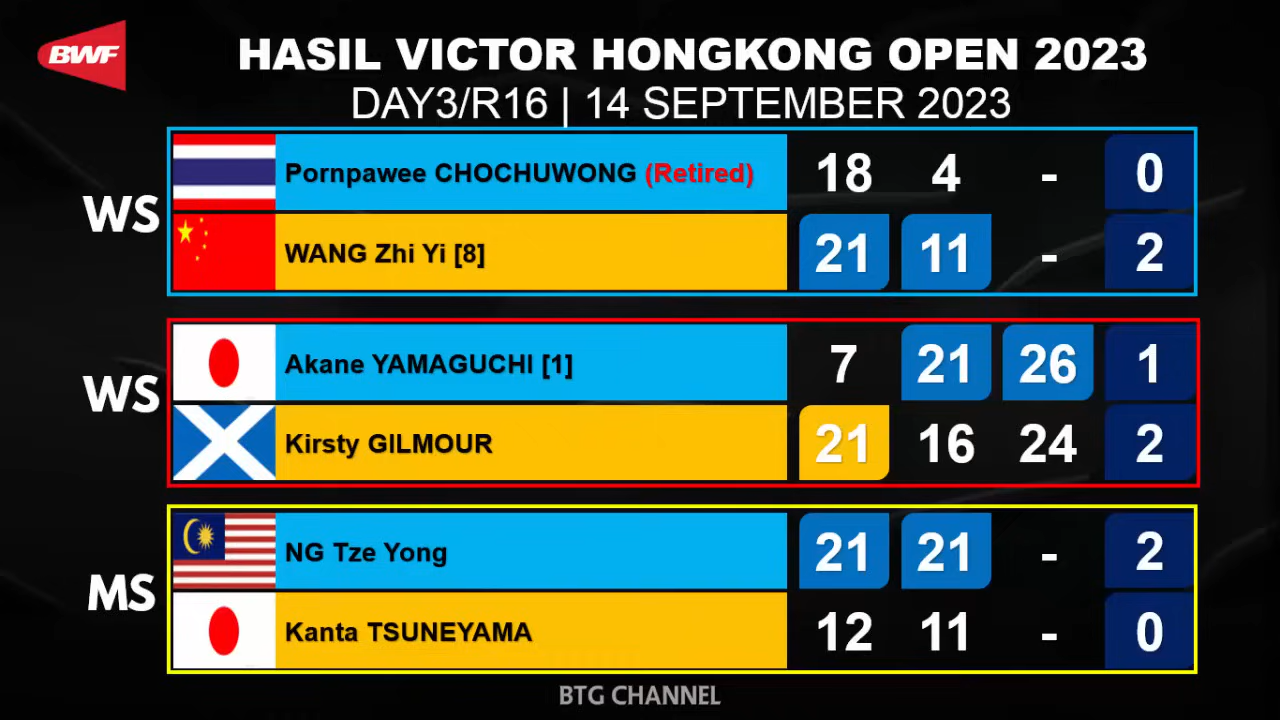 BWF
HASIL VICTOR HONGKONG OPEN 2023
DAY3/R16 | 14 SEPTEMBER 2023
WS
Pornpawee CHOCHUWONG (Retired) 18 4 - 0
WANG Zhi Yi [8] 21 11 - 2
WS
Akane YAMAGUCHI [1] 7 21 26 1
Kirsty GILMOUR 21 16 24 2
MS
NG Tze Yong 21 21 - 2
Kanta TSUNEYAMA 12 11 - 0
BTG CHANNEL